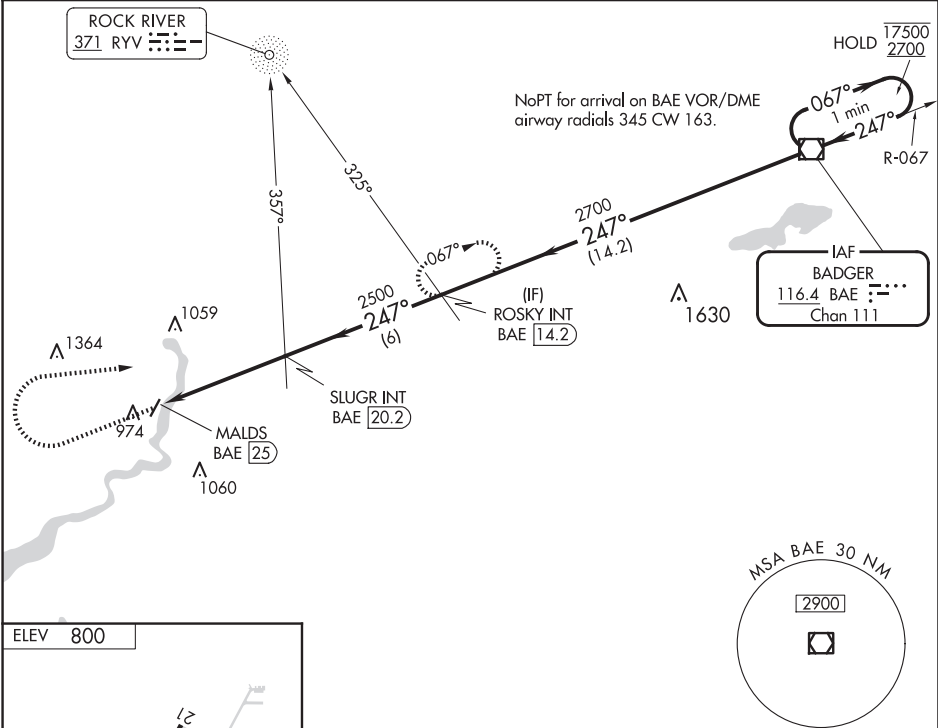 ROCK RIVER
371 RYV
HOLD 17500
2700
NoPT for arrival on BAE VOR/DME
airway radials 345 CW 163.
067°
1 min
247°
R-067
325°
357°
2700
247°
(14.2)
067°
IAF
BADGER
116.4 BAE
Chan 111
(IF)
ROSKY INT
BAE 14.2
1630
2500
247°
(6)
1059
1364
SLUGR INT
BAE 20.2
974
MALDS
BAE 25
1060
MSA BAE 30 NM
2900
ELEV 800
21